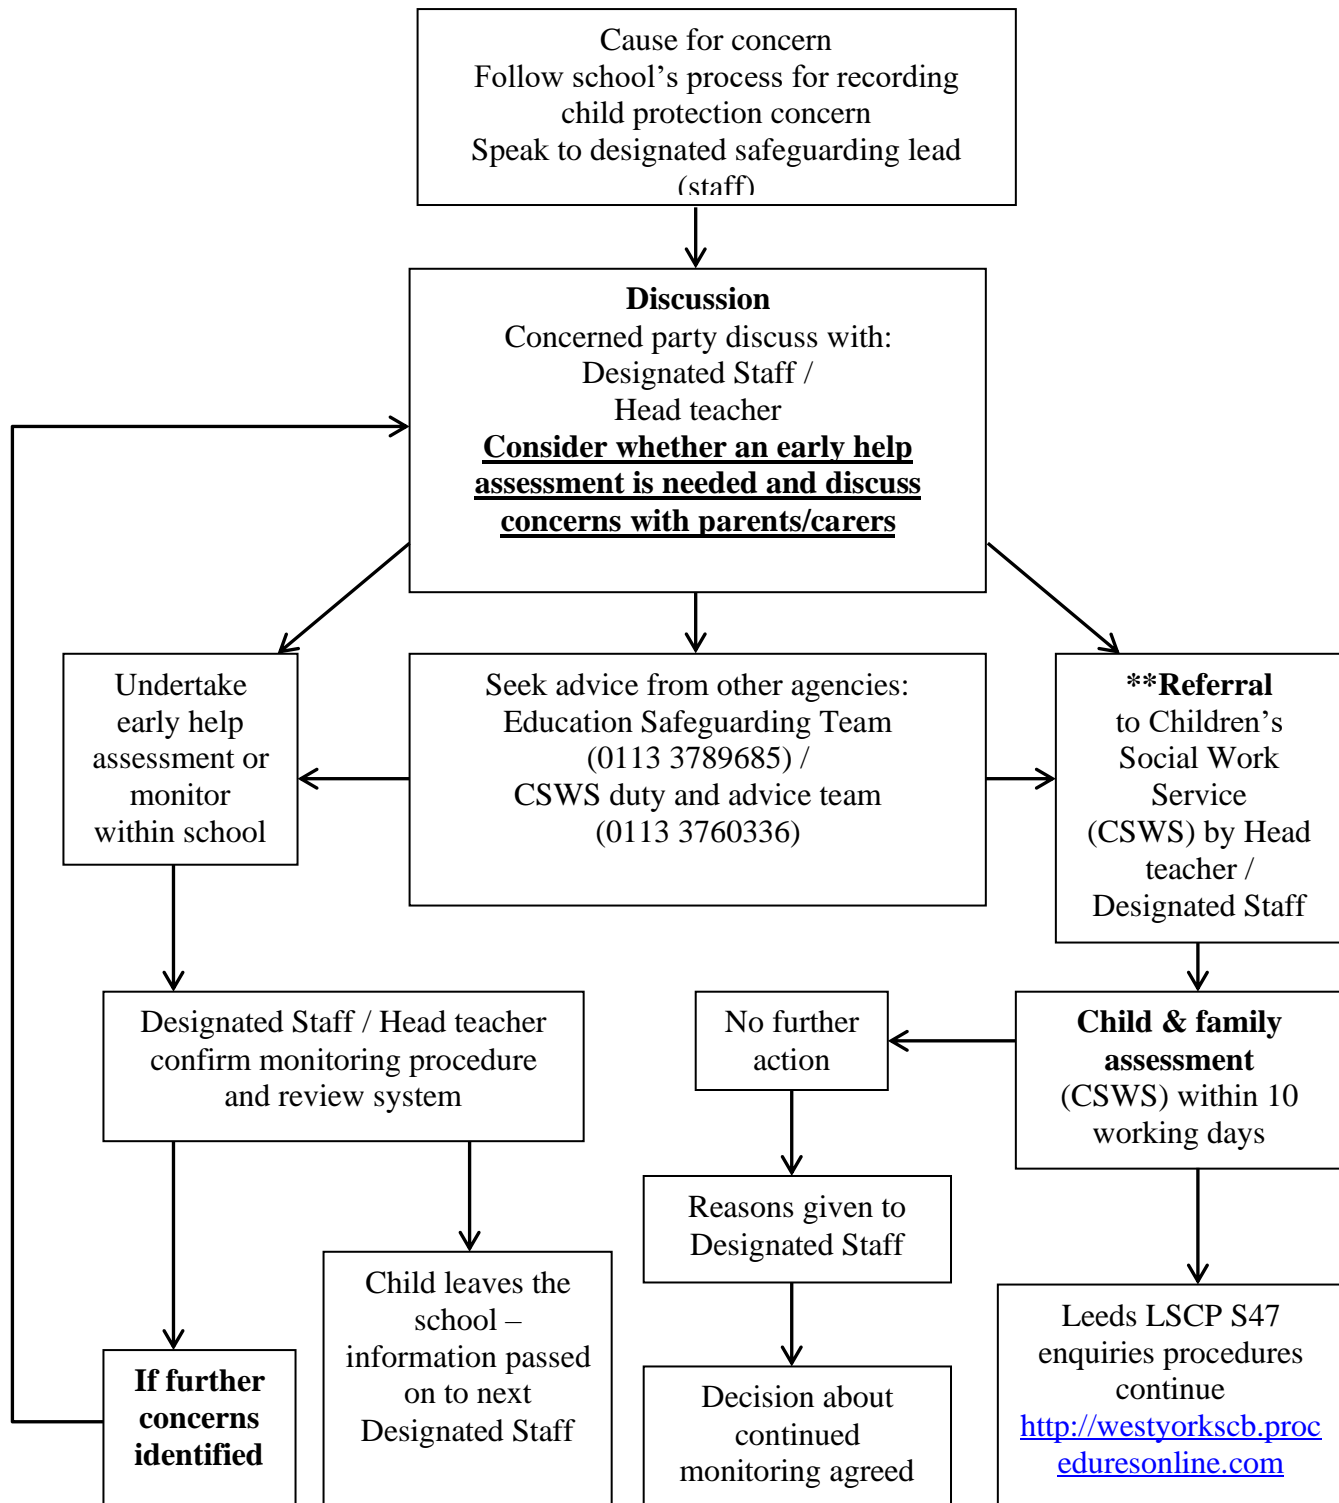 Cause for concern
Follow school’s process for recording
child protection concern
Speak to designated safeguarding lead
(staff)
Discussion
Concerned party discuss with:
Designated Staff /
Head teacher
Consider whether an early help
assessment is needed and discuss
concerns with parents/carers
Undertake
early help
assessment or
monitor
within school
Seek advice from other agencies:
Education Safeguarding Team
(0113 3789685) /
CSWS duty and advice team
(0113 3760336)
**Referral
to Children’s
Social Work
Service
(CSWS) by Head
teacher /
Designated Staff
Designated Staff / Head teacher
confirm monitoring procedure
and review system
No further
action
Child & family
assessment
(CSWS) within 10
working days
Reasons given to
Designated Staff
Child leaves the
school –
information passed
on to next
Designated Staff
If further
concerns
identified
Decision about
continued
monitoring agreed
Leeds LSCP S47
enquiries procedures
continue
http://westyorkscb.proc
eduresonline.com